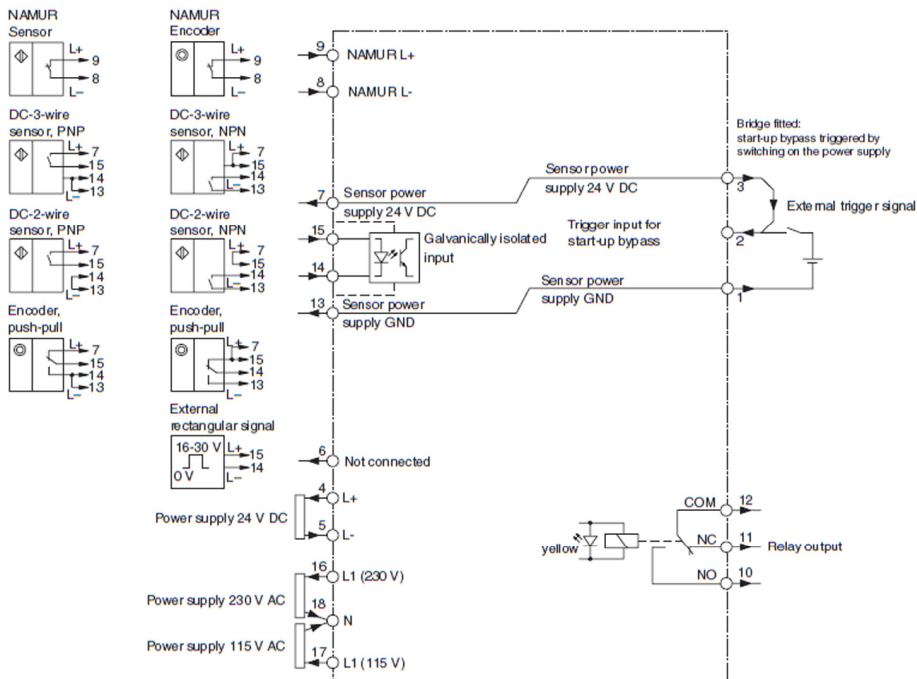 NAMUR
Sensor
L+
9
8
L–
NAMUR
Encoder
L+
9
8
L–
DC-3-wire
sensor, PNP
L+
7
15
14
L–
13
DC-3-wire
sensor, NPN
L+
7
15
14
L–
13
DC-2-wire
sensor, PNP
L+
7
15
14
L–
13
DC-2-wire
sensor, NPN
L+
7
15
14
L–
13
Encoder,
push-pull
L+
7
15
14
13
L–
Encoder,
push-pull
L+
7
15
14
13
L–
External
rectangular signal
16-30 V
0 V
L+
15
14
L–
9
NAMUR L+
8
NAMUR L-
7
Sensor power
supply 24 V DC
15
14
Galvanically isolated
input
13
Sensor power
supply GND
6
Not connected
Power supply 24 V DC
4
L+
5
L-
Power supply 230 V AC
16
L1 (230 V)
18
N
Power supply 115 V AC
17
L1 (115 V)
Sensor power
supply 24 V DC
Trigger input for
start-up bypass
Sensor power
supply GND
Bridge fitted:
start-up bypass triggered by
switching on the power supply
3
External trigger signal
2
1
yellow
COM
12
NC
11
Relay output
NO
10